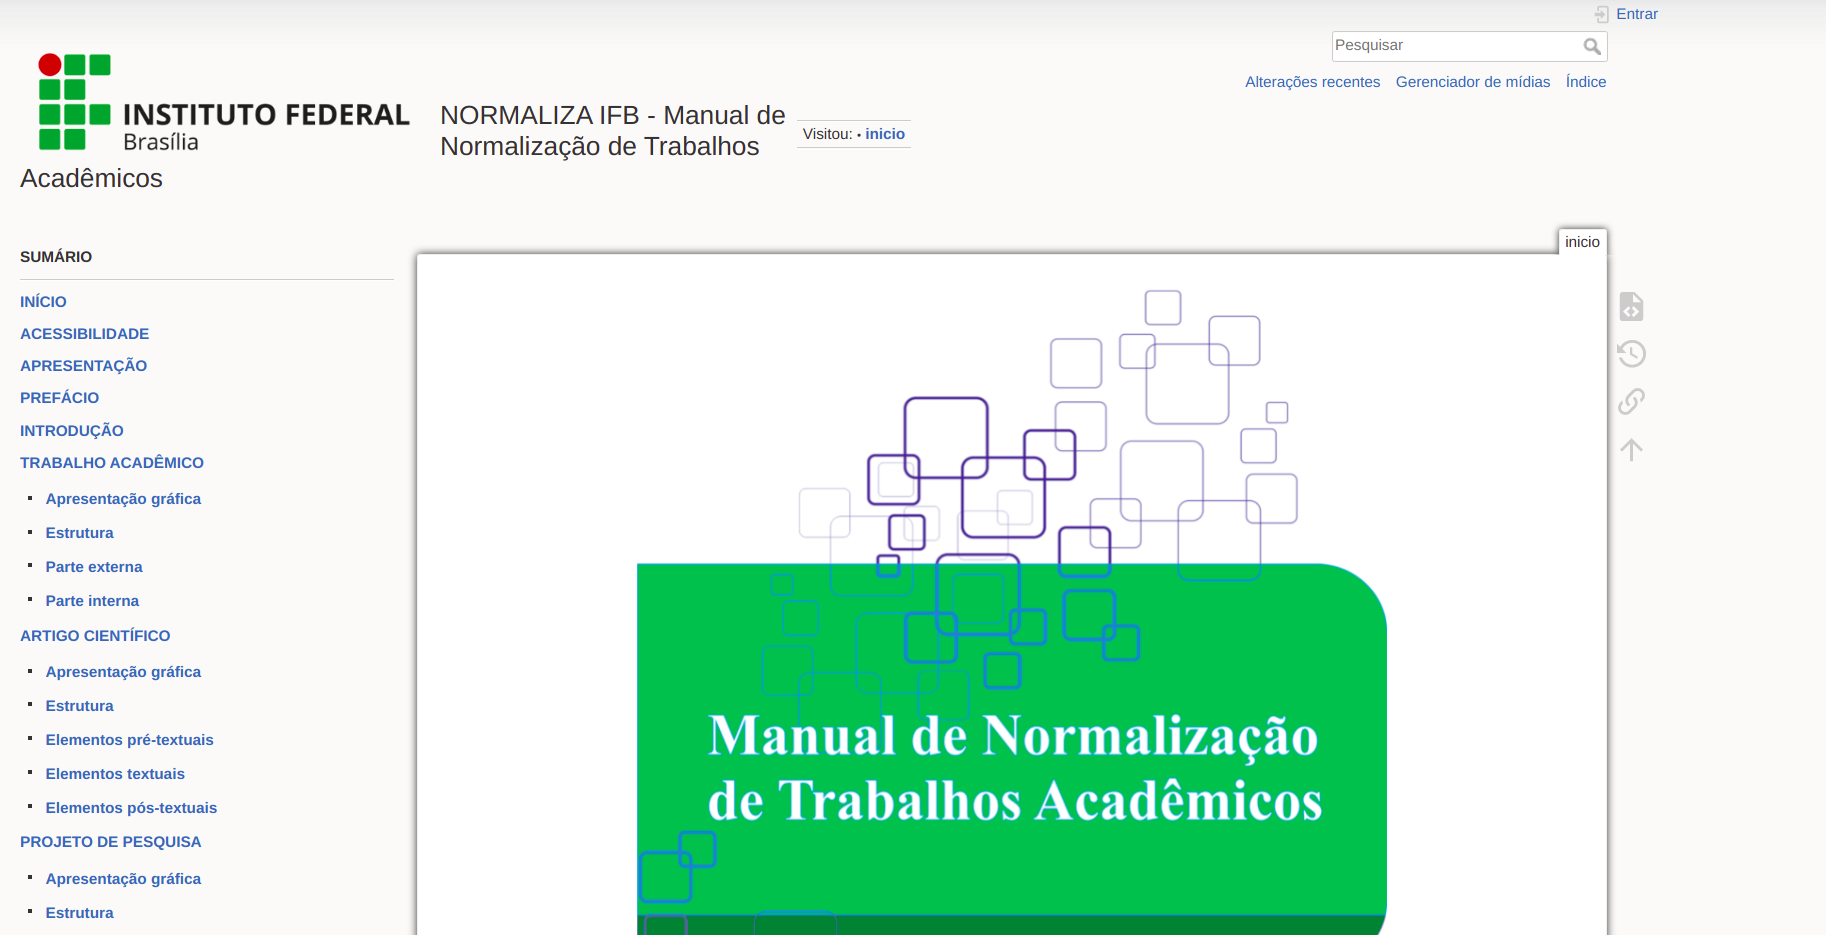 Entrar
Pesquisar
Alterações recentes Gerenciador de mídias Índice
INSTITUTO FEDERAL
Brasília
NORMALIZA IFB - Manual de
Normalização de Trabalhos
Acadêmicos
Visitou: • inicio
SUMÁRIO
INÍCIO
ACESSIBILIDADE
APRESENTAÇÃO
PREFÁCIO
INTRODUÇÃO
TRABALHO ACADÊMICO
Apresentação gráfica
Estrutura
Parte externa
Parte interna
ARTIGO CIENTÍFICO
Apresentação gráfica
Estrutura
Elementos pré-textuais
Elementos textuais
Elementos pós-textuais
PROJETO DE PESQUISA
Apresentação gráfica
Estrutura
inicio
Manual de Normalização
de Trabalhos Acadêmicos